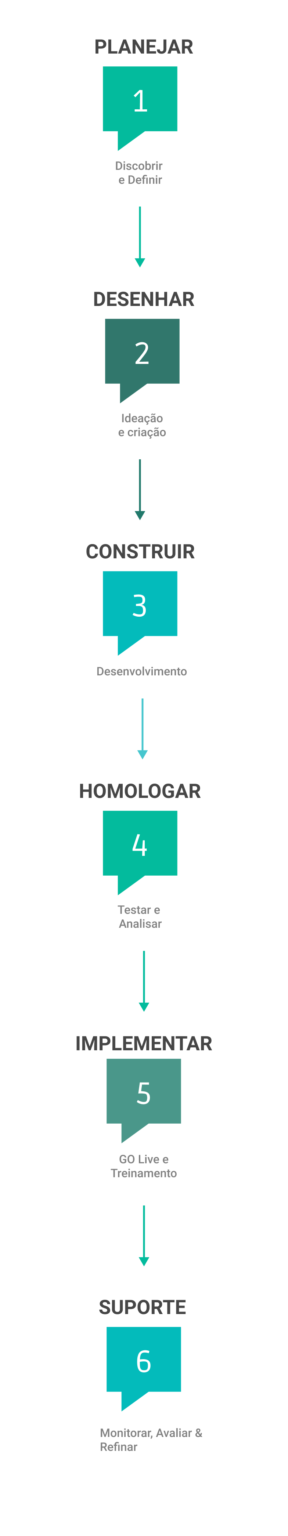 PLANEJAR
1
Discobrir
e Definir
DESENHAR
2
Ideação
e criação
CONSTRUIR
3
Desenvolvimento
HOMOLOGAR
4
Testar e
Analisar
IMPLEMENTAR
5
GO Live e
Treinamento
SUPORTE
6
Monitorar, Avaliar &
Refinar